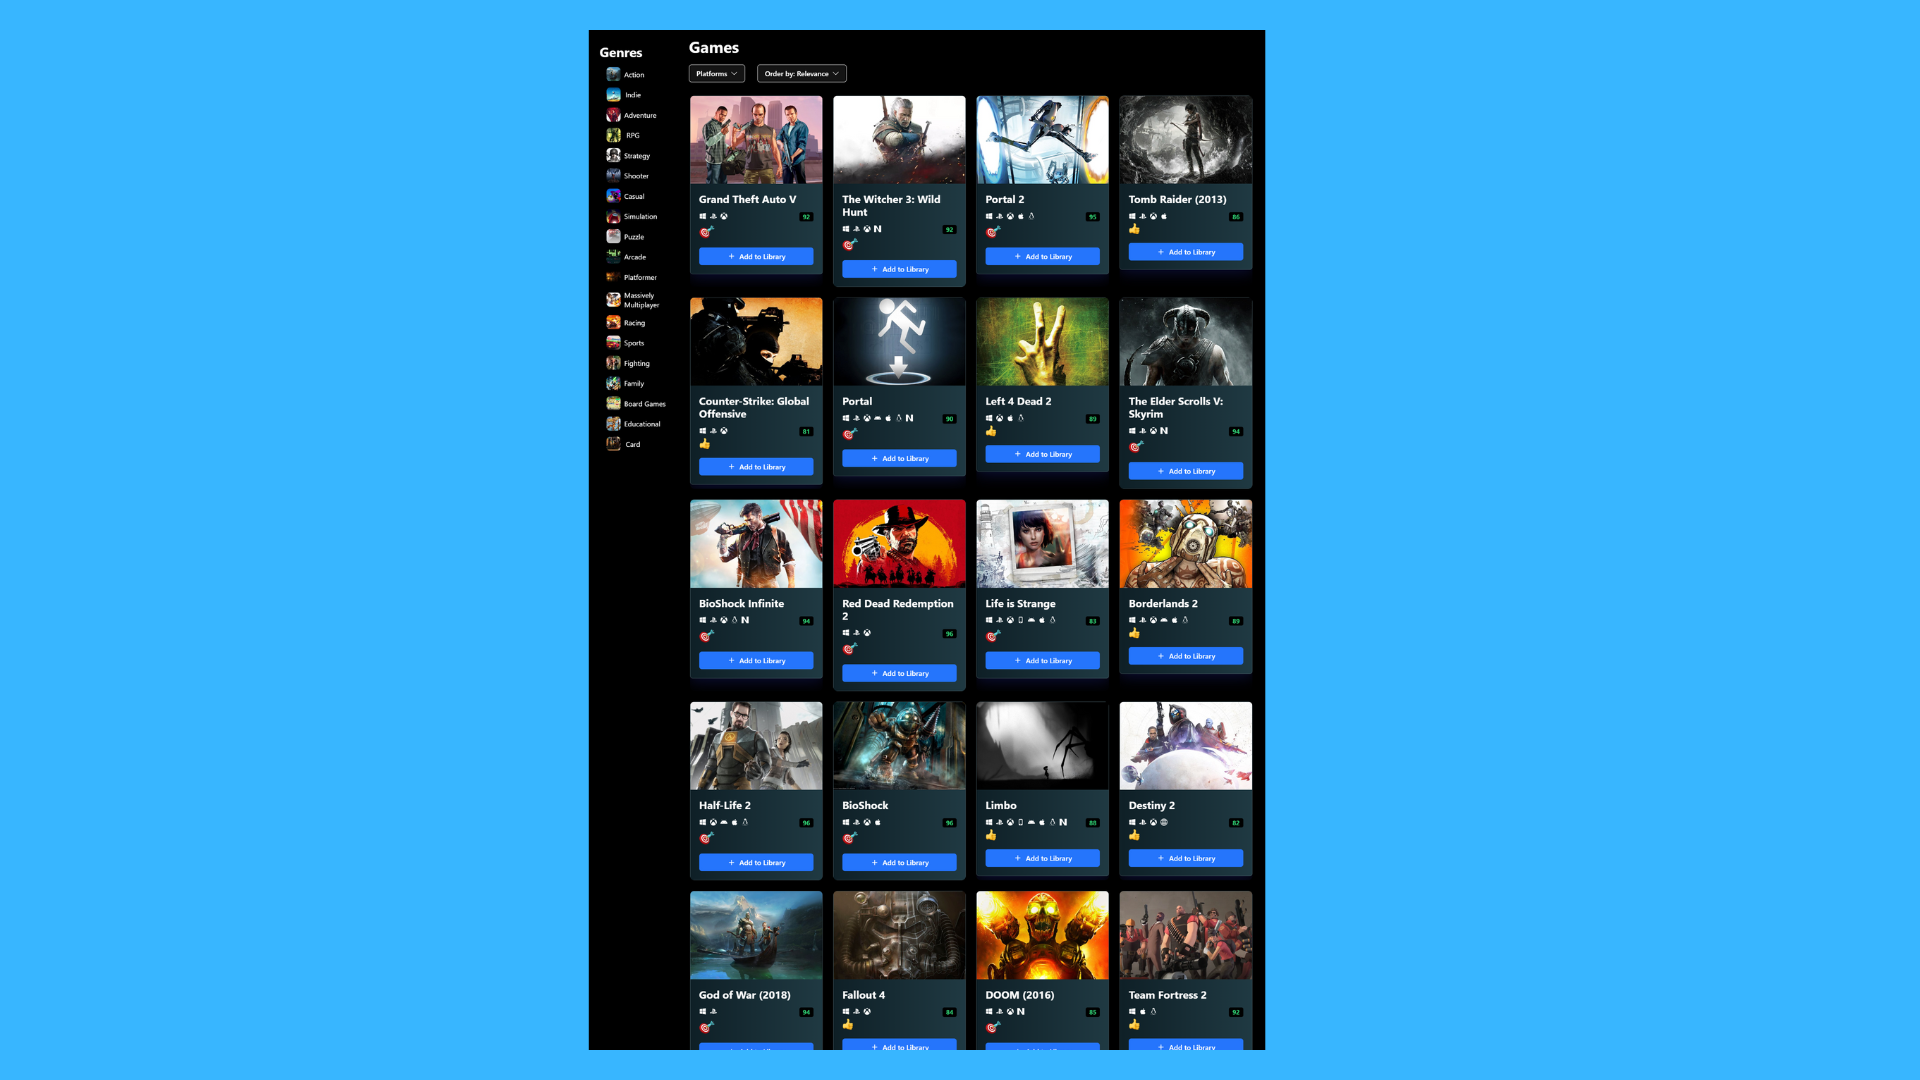 Genres
Action
Indie
Adventure
RPG
Strategy
Shooter
Casual
Simulation
Puzzle
Arcade
Platformer
Massively
Multiplayer
Racing
Sports
Fighting
Family
Board Games
Educational
Card
Games
Platforms
Order by: Relevance
Grand Theft Auto V
92
+ Add to Library
The Witcher 3: Wild
Hunt
92
+ Add to Library
Portal 2
95
+ Add to Library
Tomb Raider (2013)
86
+ Add to Library
Counter-Strike: Global
Offensive
81
+ Add to Library
Portal
90
+ Add to Library
Left 4 Dead 2
89
+ Add to Library
The Elder Scrolls V:
Skyrim
94
+ Add to Library
BioShock Infinite
94
+ Add to Library
Red Dead Redemption
2
96
+ Add to Library
Life is Strange
83
+ Add to Library
Borderlands 2
89
+ Add to Library
Half-Life 2
96
+ Add to Library
BioShock
96
+ Add to Library
Limbo
88
+ Add to Library
Destiny 2
82
+ Add to Library
God of War (2018)
94
Fallout 4
84
+ Add to Library
DOOM (2016)
85
Team Fortress 2
92
+ Add to Library